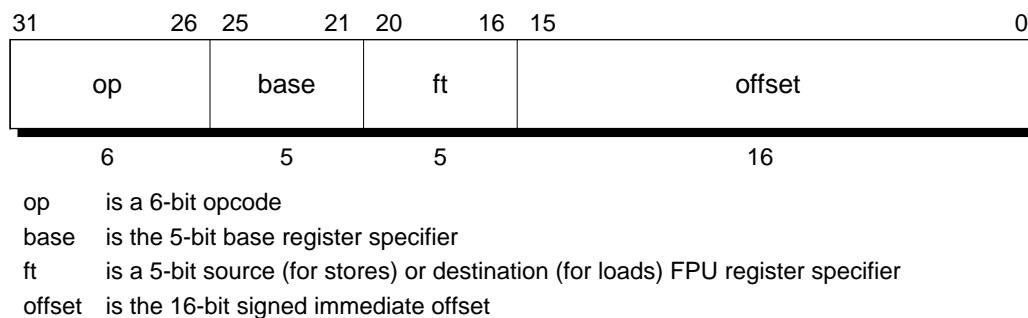 31 26 25 21 20 16 15 0
op base ft offset
6 5 5 16
op is a 6-bit opcode
base is the 5-bit base register specifier
ft is a 5-bit source (for stores) or destination (for loads) FPU register specifier
offset is the 16-bit signed immediate offset